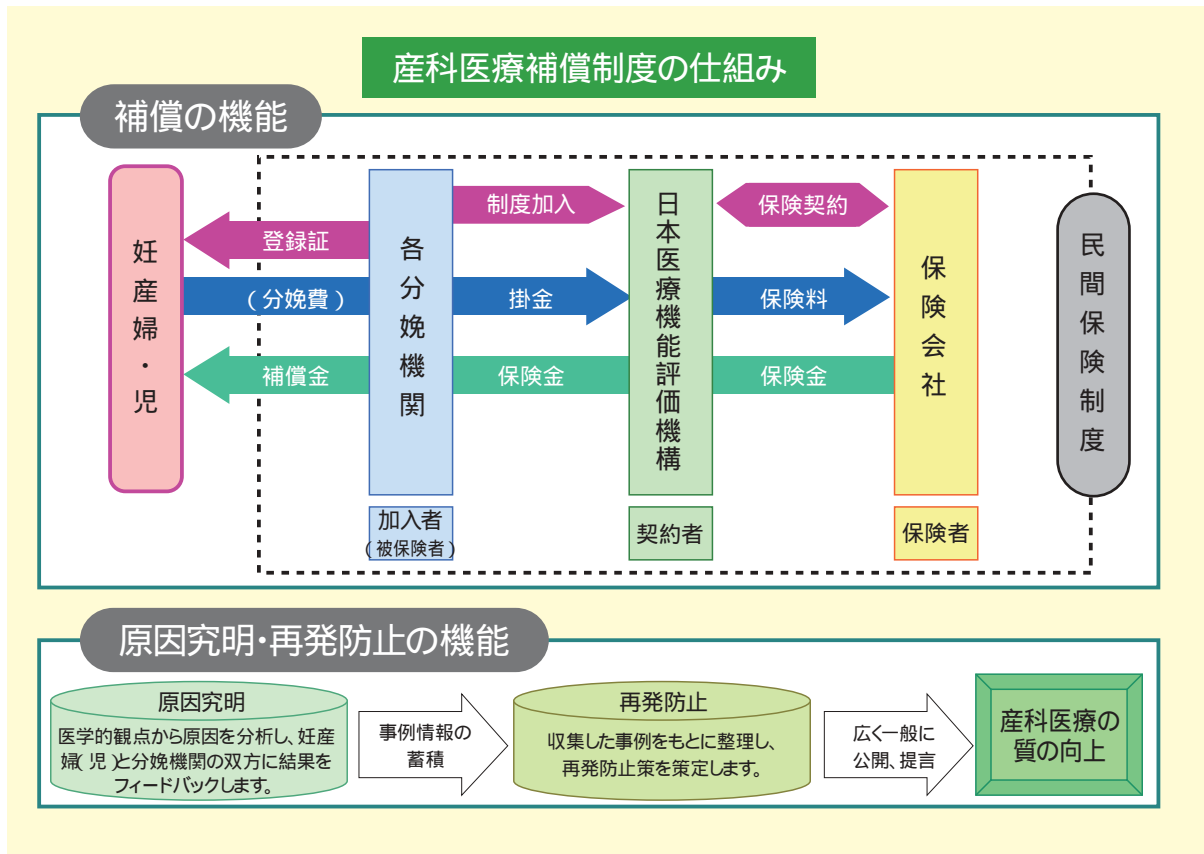 産科医療補償制度の仕組み
補償の機能
妊産婦・児
各分娩機関
日本医療機能評価機構
保険会社
民間保険制度
制度加入
保険契約
登録証
(分娩費)
掛金
保険料
補償金
保険金
保険金
加入者
(被保険者)
契約者
保険者
原因究明・再発防止の機能
原因究明
医学的観点から原因を分析し、妊産
婦(児)と分娩機関の双方に結果を
フィードバックします。
事例情報の
蓄積
再発防止
収集した事例をもとに整理し、
再発防止策を策定します。
広く一般に
公開、提言
産科医療の
質の向上